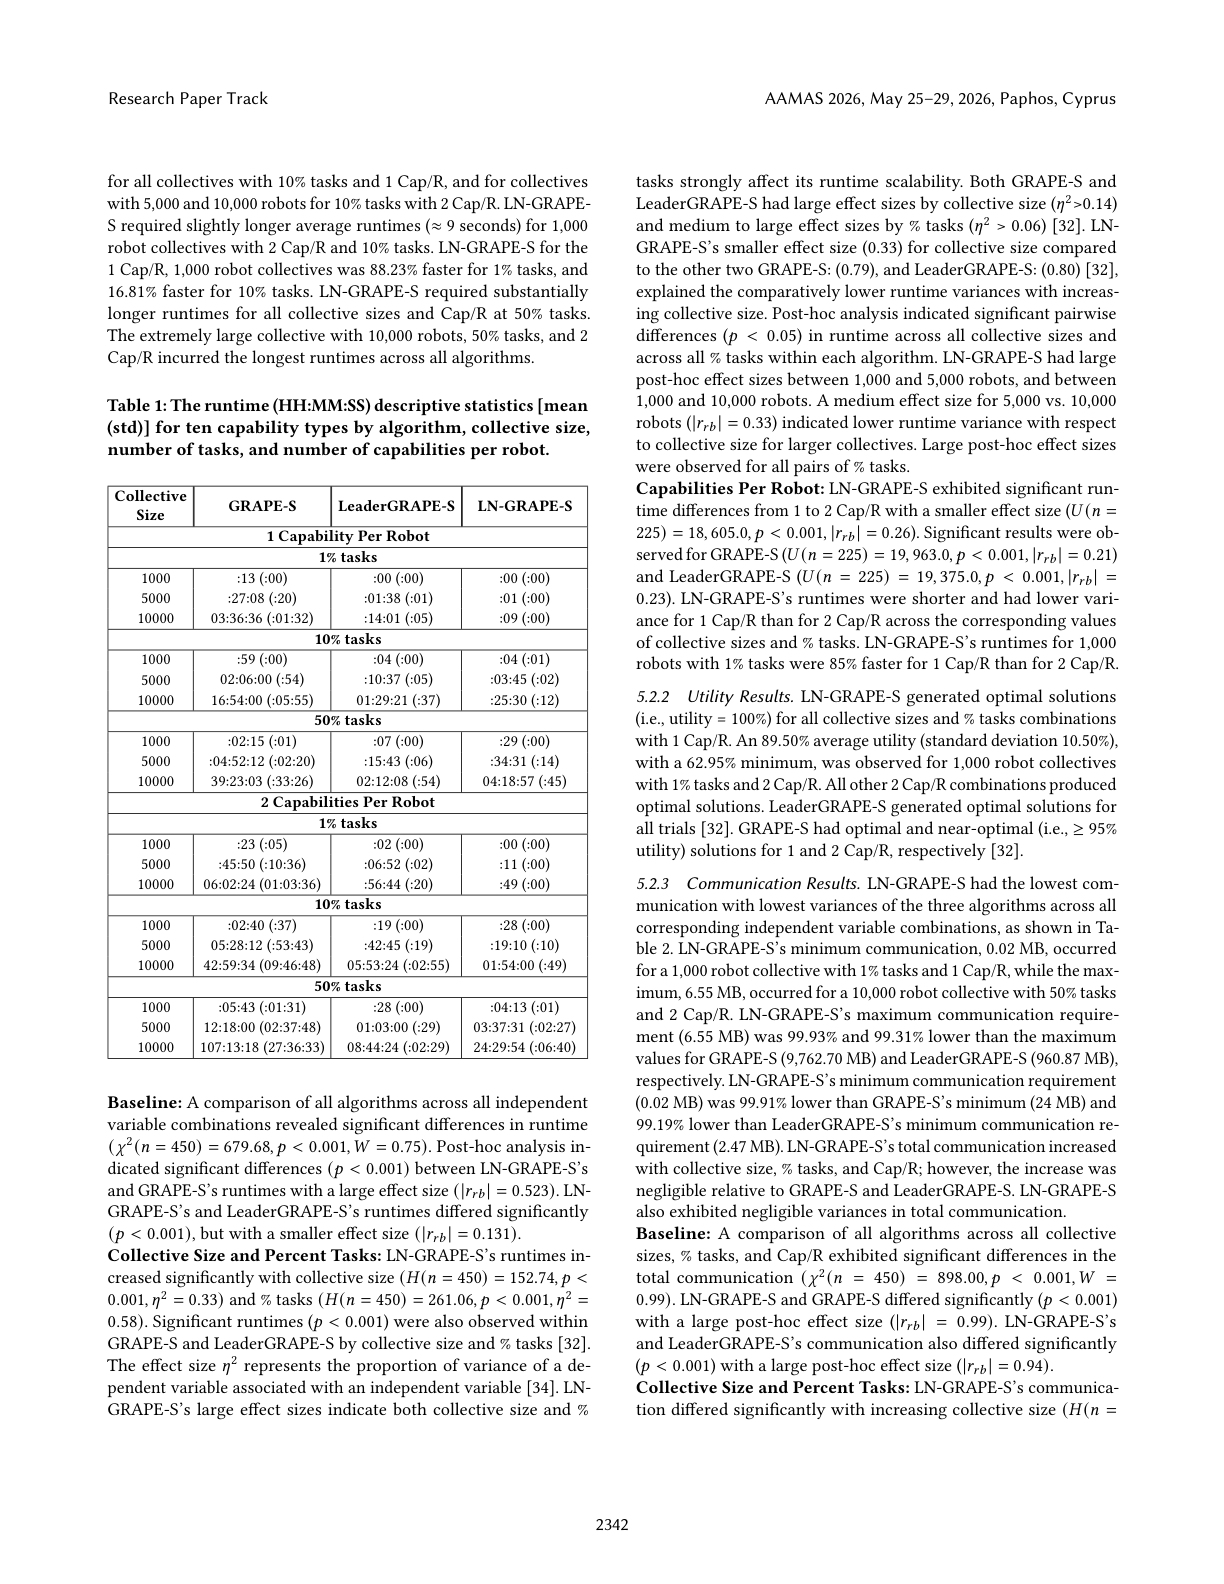 Research Paper Track
AAMAS 2026, May 25–29, 2026, Paphos, Cyprus
for all collectives with 10% tasks and 1 Cap/R, and for collectives
with 5,000 and 10,000 robots for 10% tasks with 2 Cap/R. LN-GRAPE-
S required slightly longer average runtimes (≈ 9 seconds) for 1,000
robot collectives with 2 Cap/R and 10% tasks. LN-GRAPE-S for the
1 Cap/R, 1,000 robot collectives was 88.23% faster for 1% tasks, and
16.81% faster for 10% tasks. LN-GRAPE-S required substantially
longer runtimes for all collective sizes and Cap/R at 50% tasks.
The extremely large collective with 10,000 robots, 50% tasks, and 2
Cap/R incurred the longest runtimes across all algorithms.
Table 1: The runtime (HH:MM:SS) descriptive statistics [mean
(std)] for ten capability types by algorithm, collective size,
number of tasks, and number of capabilities per robot.
Collective Size | GRAPE-S | LeaderGRAPE-S | LN-GRAPE-S
1 Capability Per Robot
1% tasks
1000 | :13 (:00) | :00 (:00) | :00 (:00)
5000 | :27:08 (:20) | :01:38 (:01) | :01 (:00)
10000 | 03:36:36 (:01:32) | :14:01 (:05) | :09 (:00)
10% tasks
1000 | :59 (:00) | :04 (:00) | :04 (:01)
5000 | 02:06:00 (:54) | :10:37 (:05) | :03:45 (:02)
10000 | 16:54:00 (:05:55) | 01:29:21 (:37) | :25:30 (:12)
50% tasks
1000 | :02:15 (:01) | :07 (:00) | :29 (:00)
5000 | :04:52:12 (:02:20) | :15:43 (:06) | :34:31 (:14)
10000 | 39:23:03 (:33:26) | 02:12:08 (:54) | 04:18:57 (:45)
2 Capabilities Per Robot
1% tasks
1000 | :23 (:05) | :02 (:00) | :00 (:00)
5000 | :45:50 (:10:36) | :06:52 (:02) | :11 (:00)
10000 | 06:02:24 (01:03:36) | :56:44 (:20) | :49 (:00)
10% tasks
1000 | :02:40 (:37) | :19 (:00) | :28 (:00)
5000 | 05:28:12 (:53:43) | :42:45 (:19) | :19:10 (:10)
10000 | 42:59:34 (09:46:48) | 05:53:24 (:02:55) | 01:54:00 (:49)
50% tasks
1000 | :05:43 (:01:31) | :28 (:00) | :04:13 (:01)
5000 | 12:18:00 (02:37:48) | 01:03:00 (:29) | 03:37:31 (:02:27)
10000 | 107:13:18 (27:36:33) | 08:44:24 (:02:29) | 24:29:54 (:06:40)
Baseline: A comparison of all algorithms across all independent
variable combinations revealed significant differences in runtime
(χ²(n = 450) = 679.68, p < 0.001, W = 0.75). Post-hoc analysis in-
dicated significant differences (p < 0.001) between LN-GRAPE-S's
and GRAPE-S's runtimes with a large effect size (|r_rb| = 0.523). LN-
GRAPE-S's and LeaderGRAPE-S's runtimes differed significantly
(p < 0.001), but with a smaller effect size (|r_rb| = 0.131).
Collective Size and Percent Tasks: LN-GRAPE-S's runtimes in-
creased significantly with collective size (H(n = 450) = 152.74, p <
0.001, η² = 0.33) and % tasks (H(n = 450) = 261.06, p < 0.001, η² =
0.58). Significant runtimes (p < 0.001) were also observed within
GRAPE-S and LeaderGRAPE-S by collective size and % tasks [32].
The effect size η² represents the proportion of variance of a de-
pendent variable associated with an independent variable [34]. LN-
GRAPE-S's large effect sizes indicate both collective size and %
tasks strongly affect its runtime scalability. Both GRAPE-S and
LeaderGRAPE-S had large effect sizes by collective size (η²>0.14)
and medium to large effect sizes by % tasks (η² > 0.06) [32]. LN-
GRAPE-S's smaller effect size (0.33) for collective size compared
to the other two GRAPE-S: (0.79), and LeaderGRAPE-S: (0.80) [32],
explained the comparatively lower runtime variances with increas-
ing collective size. Post-hoc analysis indicated significant pairwise
differences (p < 0.05) in runtime across all collective sizes and
across all % tasks within each algorithm. LN-GRAPE-S had large
post-hoc effect sizes between 1,000 and 5,000 robots, and between
1,000 and 10,000 robots. A medium effect size for 5,000 vs. 10,000
robots (|r_rb| = 0.33) indicated lower runtime variance with respect
to collective size for larger collectives. Large post-hoc effect sizes
were observed for all pairs of % tasks.
Capabilities Per Robot: LN-GRAPE-S exhibited significant run-
time differences from 1 to 2 Cap/R with a smaller effect size (U(n =
225) = 18, 605.0, p < 0.001, |r_rb| = 0.26). Significant results were ob-
served for GRAPE-S (U(n = 225) = 19, 963.0, p < 0.001, |r_rb| = 0.21)
and LeaderGRAPE-S (U(n = 225) = 19, 375.0, p < 0.001, |r_rb| =
0.23). LN-GRAPE-S's runtimes were shorter and had lower vari-
ance for 1 Cap/R than for 2 Cap/R across the corresponding values
of collective sizes and % tasks. LN-GRAPE-S's runtimes for 1,000
robots with 1% tasks were 85% faster for 1 Cap/R than for 2 Cap/R.
5.2.2 Utility Results. LN-GRAPE-S generated optimal solutions
(i.e., utility = 100%) for all collective sizes and % tasks combinations
with 1 Cap/R. An 89.50% average utility (standard deviation 10.50%),
with a 62.95% minimum, was observed for 1,000 robot collectives
with 1% tasks and 2 Cap/R. All other 2 Cap/R combinations produced
optimal solutions. LeaderGRAPE-S generated optimal solutions for
all trials [32]. GRAPE-S had optimal and near-optimal (i.e., ≥ 95%
utility) solutions for 1 and 2 Cap/R, respectively [32].
5.2.3 Communication Results. LN-GRAPE-S had the lowest com-
munication with lowest variances of the three algorithms across all
corresponding independent variable combinations, as shown in Ta-
ble 2. LN-GRAPE-S's minimum communication, 0.02 MB, occurred
for a 1,000 robot collective with 1% tasks and 1 Cap/R, while the max-
imum, 6.55 MB, occurred for a 10,000 robot collective with 50% tasks
and 2 Cap/R. LN-GRAPE-S's maximum communication require-
ment (6.55 MB) was 99.93% and 99.31% lower than the maximum
values for GRAPE-S (9,762.70 MB) and LeaderGRAPE-S (960.87 MB),
respectively. LN-GRAPE-S's minimum communication requirement
(0.02 MB) was 99.91% lower than GRAPE-S's minimum (24 MB) and
99.19% lower than LeaderGRAPE-S's minimum communication re-
quirement (2.47 MB). LN-GRAPE-S's total communication increased
with collective size, % tasks, and Cap/R; however, the increase was
negligible relative to GRAPE-S and LeaderGRAPE-S. LN-GRAPE-S
also exhibited negligible variances in total communication.
Baseline: A comparison of all algorithms across all collective
sizes, % tasks, and Cap/R exhibited significant differences in the
total communication (χ²(n = 450) = 898.00, p < 0.001, W =
0.99). LN-GRAPE-S and GRAPE-S differed significantly (p < 0.001)
with a large post-hoc effect size (|r_rb| = 0.99). LN-GRAPE-S's
and LeaderGRAPE-S's communication also differed significantly
(p < 0.001) with a large post-hoc effect size (|r_rb| = 0.94).
Collective Size and Percent Tasks: LN-GRAPE-S's communica-
tion differed significantly with increasing collective size (H(n =
2342